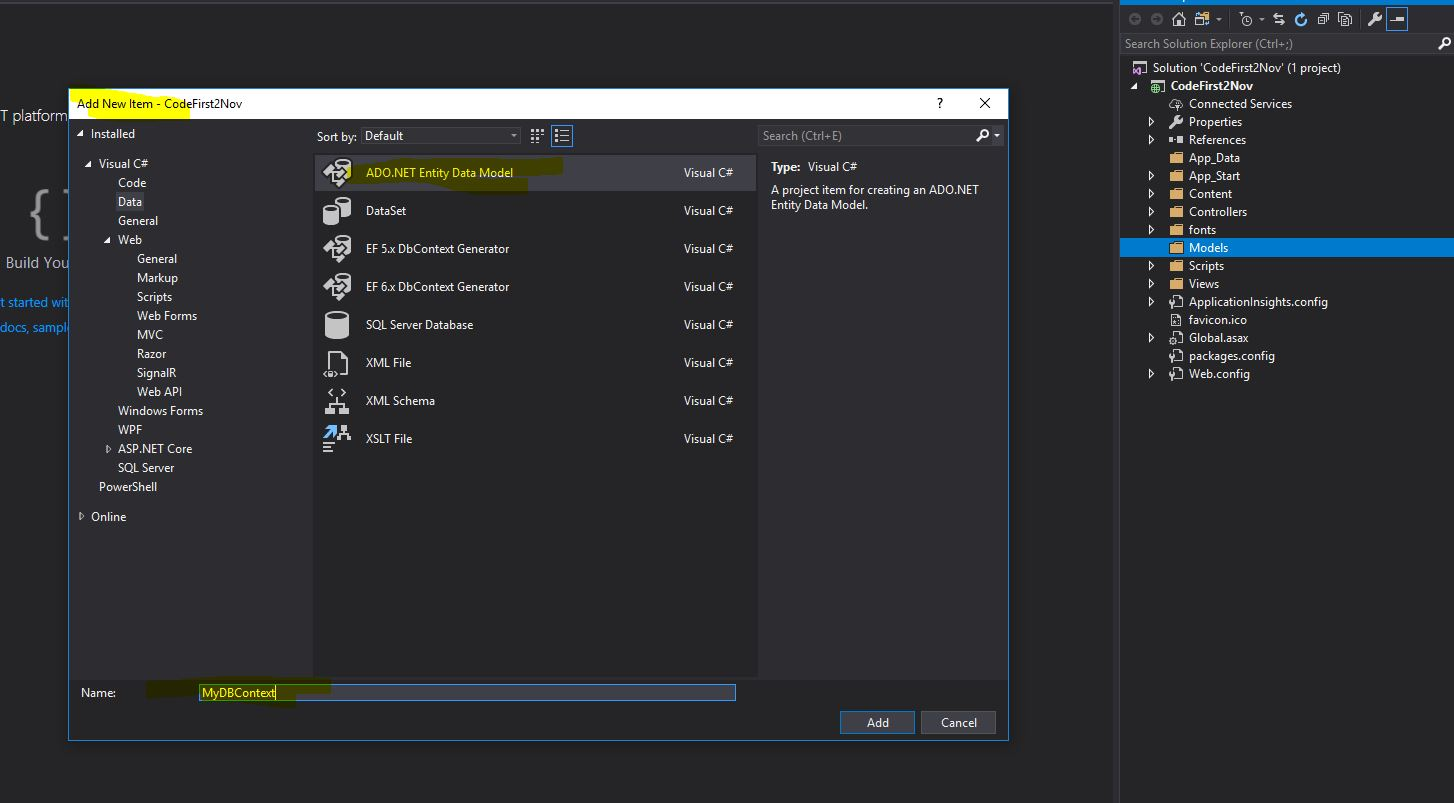 Search Solution Explorer (Ctrl+;)
Solution 'CodeFirst2Nov' (1 project)
CodeFirst2Nov
Connected Services
Properties
References
App_Data
App_Start
Content
Controllers
fonts
Models
Scripts
Views
ApplicationInsights.config
favicon.ico
Global.asax
packages.config
Web.config
T platform
{ }
Build You
t started wit
docs, sampl
Add New Item - CodeFirst2Nov
?
Installed
Visual C#
Code
Data
General
Web
General
Markup
Scripts
Web Forms
MVC
Razor
SignalR
Web API
Windows Forms
WPF
ASP.NET Core
SQL Server
PowerShell
Online
Sort by: Default
Search (Ctrl+E)
ADO.NET Entity Data Model Visual C#
DataSet Visual C#
EF 5.x DbContext Generator Visual C#
EF 6.x DbContext Generator Visual C#
SQL Server Database Visual C#
XML File Visual C#
XML Schema Visual C#
XSLT File Visual C#
Type: Visual C#
A project item for creating an ADO.NET
Entity Data Model.
Name: MyDBContext
Add Cancel